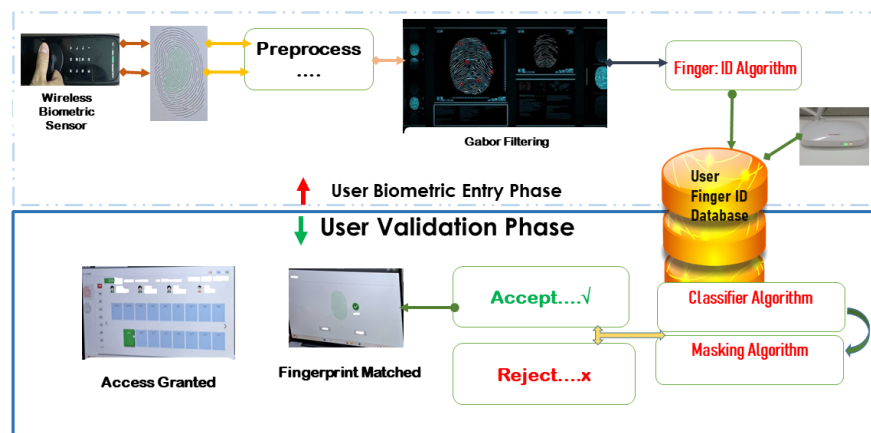 Wireless
Biometric
Sensor
Preprocess
....
Gabor Filtering
Finger: ID Algorithm
User
Finger ID
Database
User Biometric Entry Phase
User Validation Phase
Accept....√
Reject....x
Classifier Algorithm
Masking Algorithm
Fingerprint Matched
Access Granted